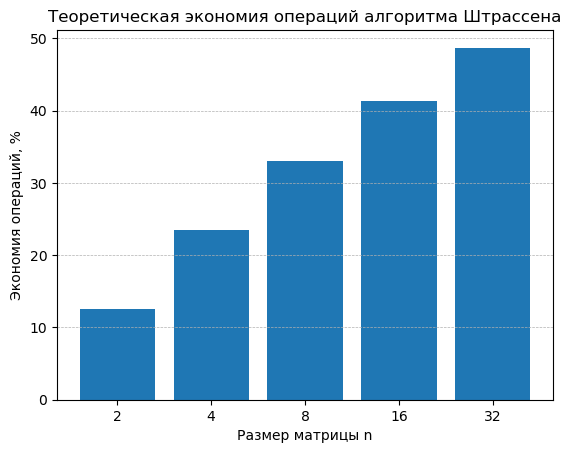 Теоретическая экономия операций алгоритма Штрассена
Экономия операций, %
50
40
30
20
10
0
2 4 8 16 32
Размер матрицы n